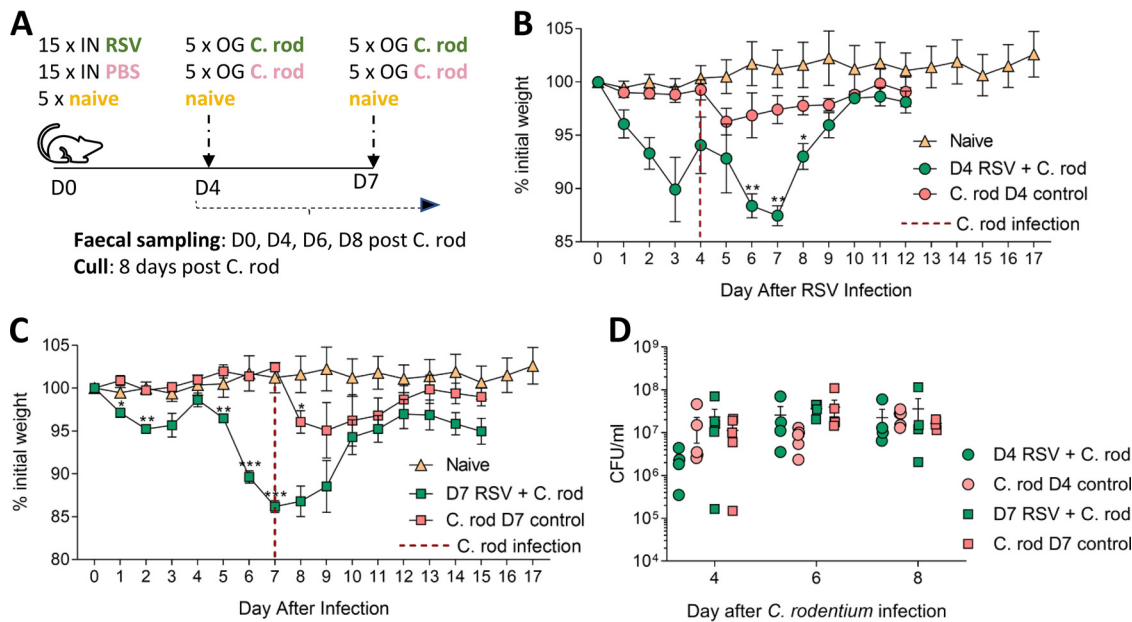 A
15 x IN RSV 5 x OG C. rod 5 x OG C. rod
15 x IN PBS 5 x OG C. rod 5 x OG C. rod
5 x naive naive naive
D0 D4 D7
Faecal sampling: D0, D4, D6, D8 post C. rod
Cull: 8 days post C. rod
B
% initial weight
105
100
95
90
85
*
**
**
Naive
D4 RSV + C. rod
C. rod D4 control
C. rod infection
0 1 2 3 4 5 6 7 8 9 10 11 12 13 14 15 16 17
Day After RSV Infection
C
% initial weight
105
100
95
90
85
80
*
**
**
***
***
*
Naive
D7 RSV + C. rod
C. rod D7 control
C. rod infection
0 1 2 3 4 5 6 7 8 9 10 11 12 13 14 15 16 17
Day After Infection
D
CFU/ml
10⁹
10⁸
10⁷
10⁶
10⁵
10⁴
D4 RSV + C. rod
C. rod D4 control
D7 RSV + C. rod
C. rod D7 control
4 6 8
Day after C. rodentium infection